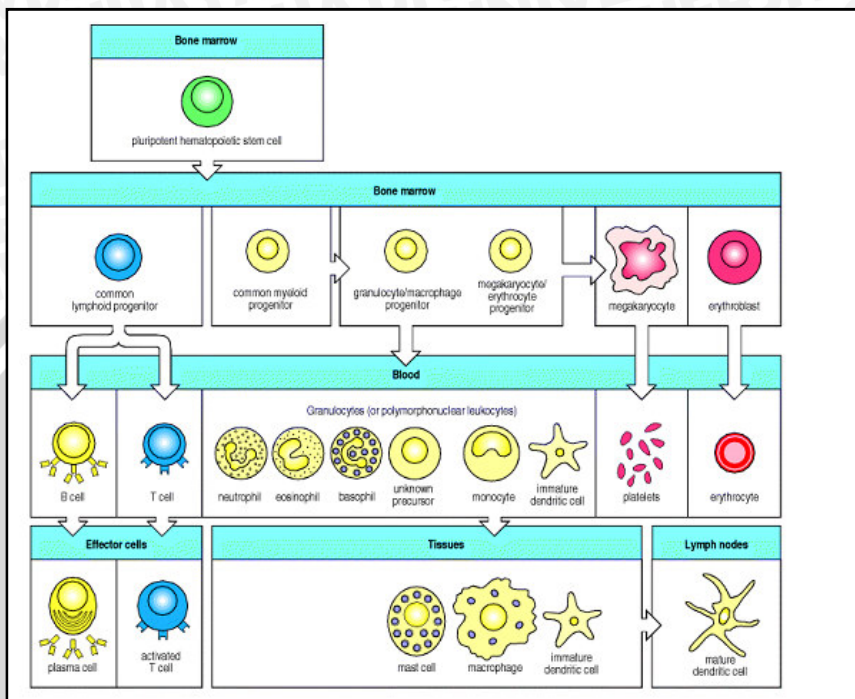 Bone marrow
pluripotent hematopoietic stem cell
Bone marrow
common
lymphoid progenitor
common myeloid
progenitor
granulocyte/macrophage
progenitor
megakaryocyte/
erythrocyte
progenitor
megakaryocyte
erythroblast
Blood
Granulocytes (or polymorphonuclear leukocytes)
B cell
T cell
neutrophil
eosinophil
basophil
unknown
precursor
monocyte
immature
dendritic cell
platelets
erythrocyte
Effector cells
Tissues
Lymph nodes
plasma cell
activated
T cell
mast cell
macrophage
immature
dendritic cell
mature
dendritic cell